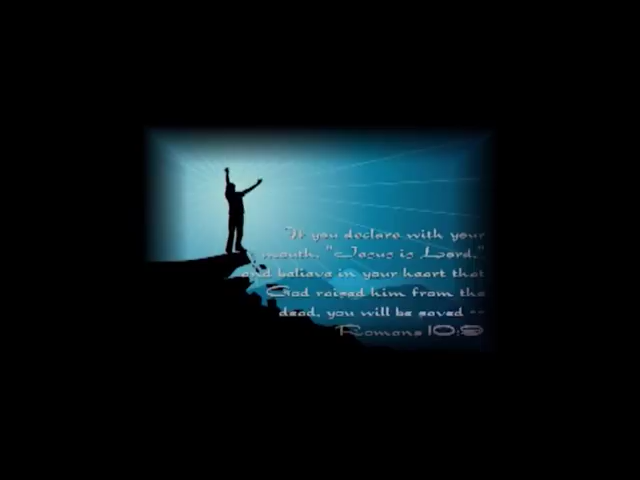 "If you declare with your
mouth, "Jesus is Lord,"
and believe in your heart that
God raised him from the
dead, you will be saved --
Romans 10:9